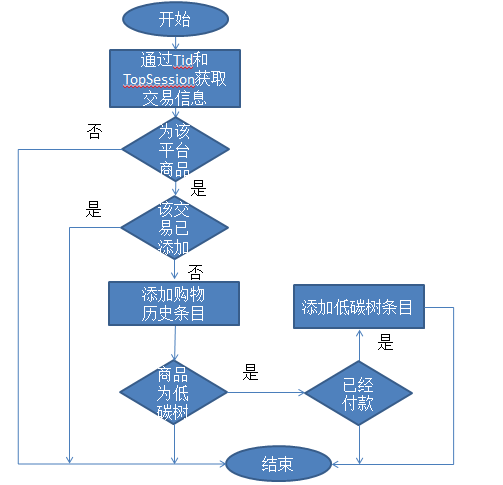 开始
通过Tid和
TopSession获取
交易信息
否
为该
平台
商品
是
是
该交
易已
添加
否
添加购物
历史条目
添加低碳树条目
是
商品
为低
碳树
是
已经
付款
结束